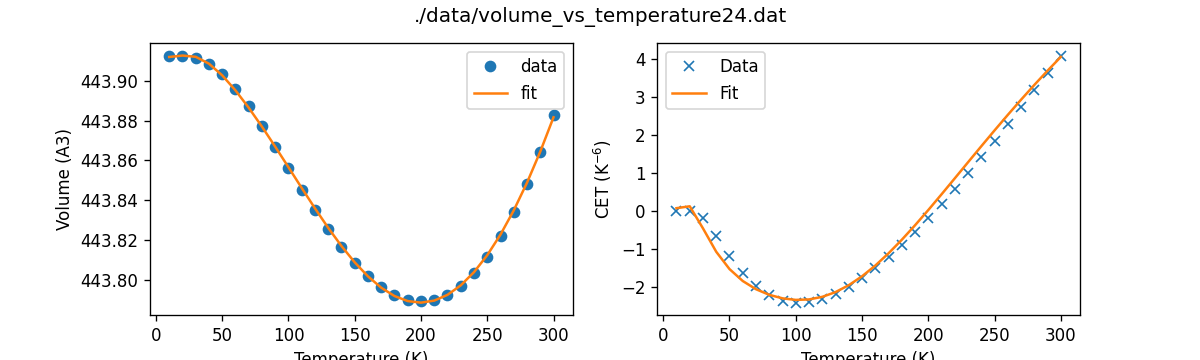 ./data/volume_vs_temperature24.dat
Volume (A3)
443.90
443.88
443.86
443.84
443.82
443.80
data
fit
0 50 100 150 200 250 300
Temperature (K)
CET (K⁻⁶)
4
3
2
1
0
−1
−2
Data
Fit
0 50 100 150 200 250 300
Temperature (K)